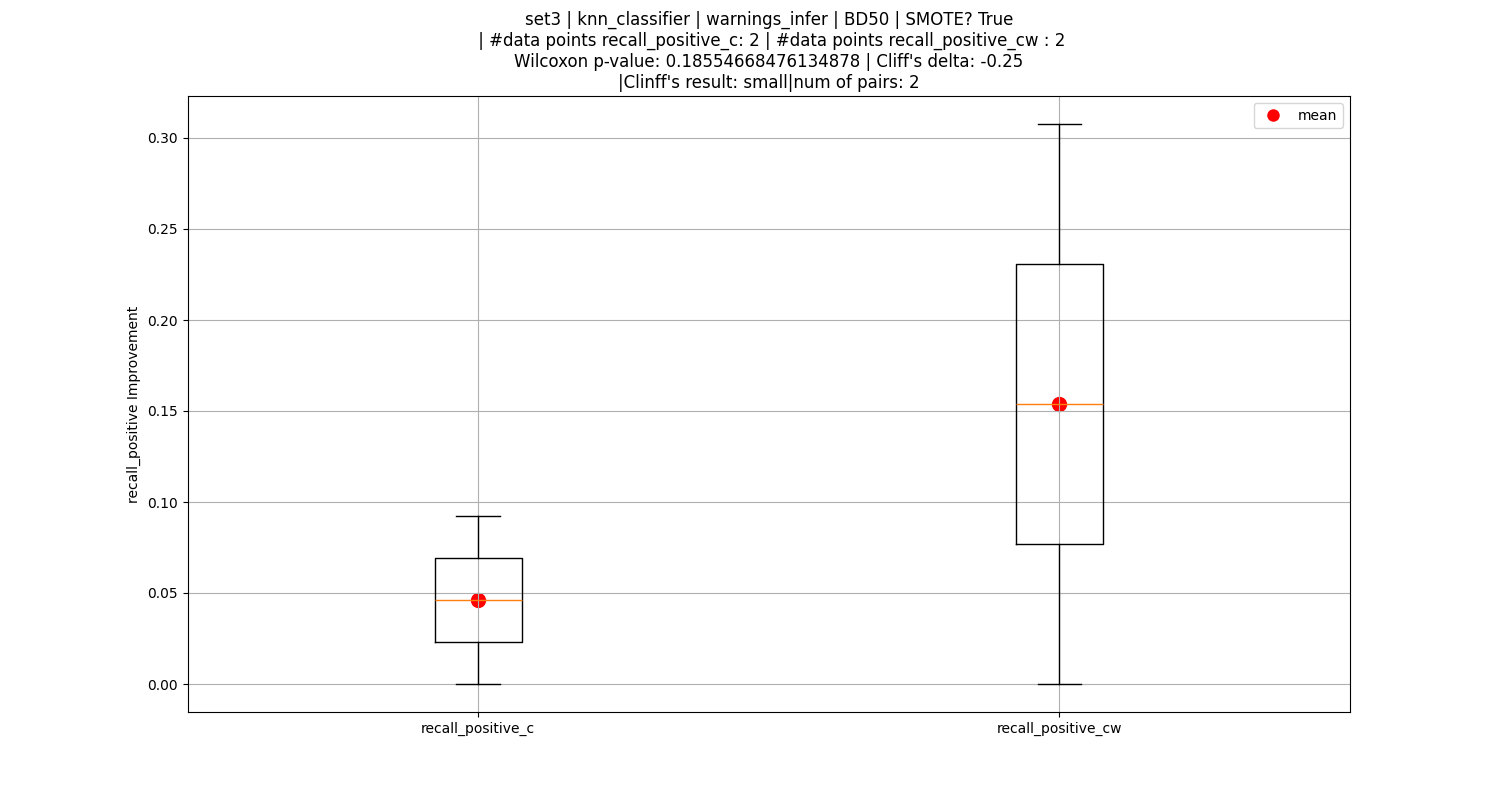 set3 | knn_classifier | warnings_infer | BD50 | SMOTE? True
| #data points recall_positive_c: 2 | #data points recall_positive_cw : 2
Wilcoxon p-value: 0.18554668476134878 | Cliff's delta: -0.25
|Clinff's result: small|num of pairs: 2
mean
0.30
0.25
0.20
0.15
0.10
0.05
0.00
recall_positive Improvement
recall_positive_c
recall_positive_cw